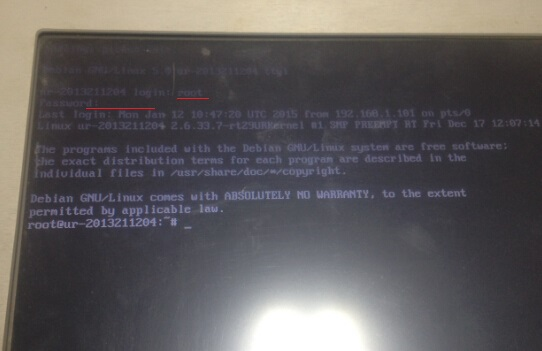 Debian GNU/Linux 5.0 ur-2013211204 tty1
ur-2013211204 login: root
Password:
Last login: Mon Jan 12 10:47:20 UTC 2015 from 192.168.1.101 on pts/0
Linux ur-2013211204 2.6.33.7-rt29URKernel #1 SMP PREEMPT RT Fri Dec 17 12:07:14
The programs included with the Debian GNU/Linux system are free software;
the exact distribution terms for each program are described in the
individual files in /usr/share/doc/*/copyright.
Debian GNU/Linux comes with ABSOLUTELY NO WARRANTY, to the extent
permitted by applicable law.
root@ur-2013211204:~# _